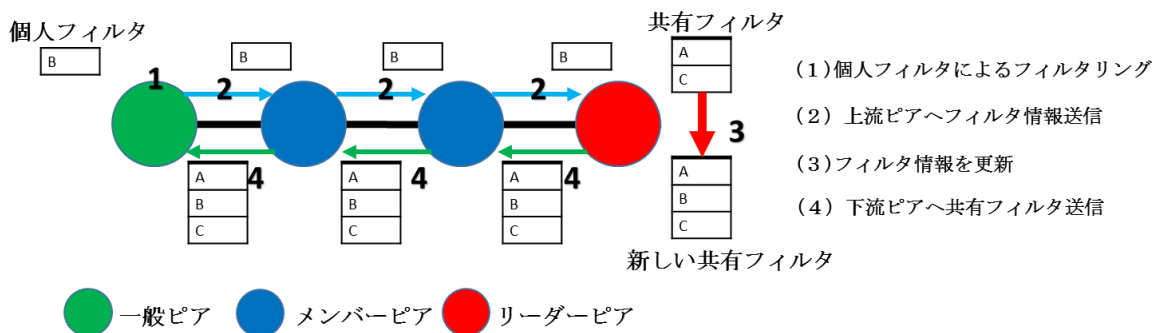 個人フィルタ
B
B
B
B
共有フィルタ
A
C
1
2
2
2
3
4
4
4
A
B
C
A
B
C
A
B
C
A
B
C
新しい共有フィルタ
(1)個人フィルタによるフィルタリング
(2) 上流ピアへフィルタ情報送信
(3)フィルタ情報を更新
(4) 下流ピアへ共有フィルタ送信
一般ピア
メンバーピア
リーダーピア